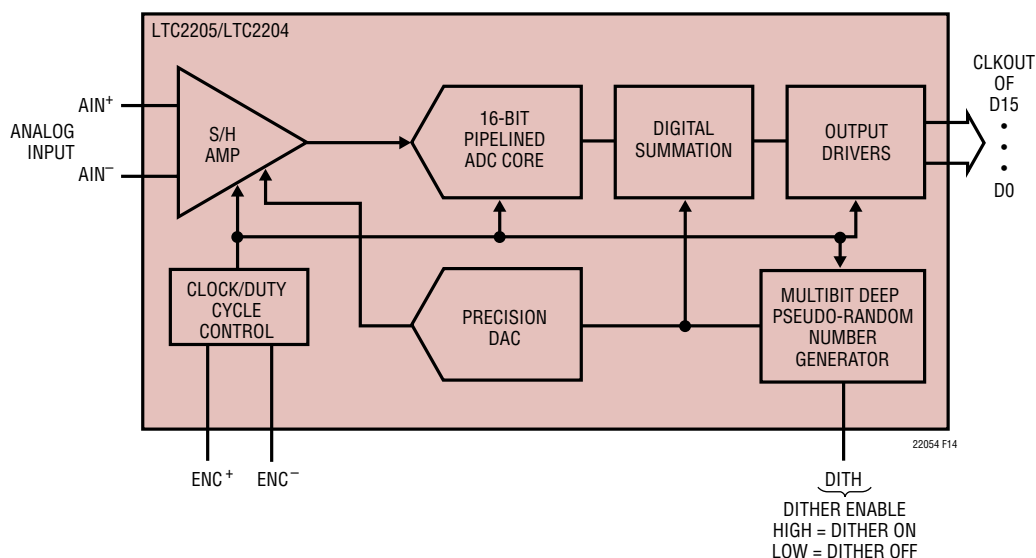 LTC2205/LTC2204
AIN+
ANALOG
INPUT
AIN−
S/H
AMP
16-BIT
PIPELINED
ADC CORE
DIGITAL
SUMMATION
OUTPUT
DRIVERS
CLKOUT
OF
D15
•
•
•
D0
CLOCK/DUTY
CYCLE
CONTROL
PRECISION
DAC
MULTIBIT DEEP
PSEUDO-RANDOM
NUMBER
GENERATOR
22054 F14
ENC+
ENC−
DITH
DITHER ENABLE
HIGH = DITHER ON
LOW = DITHER OFF